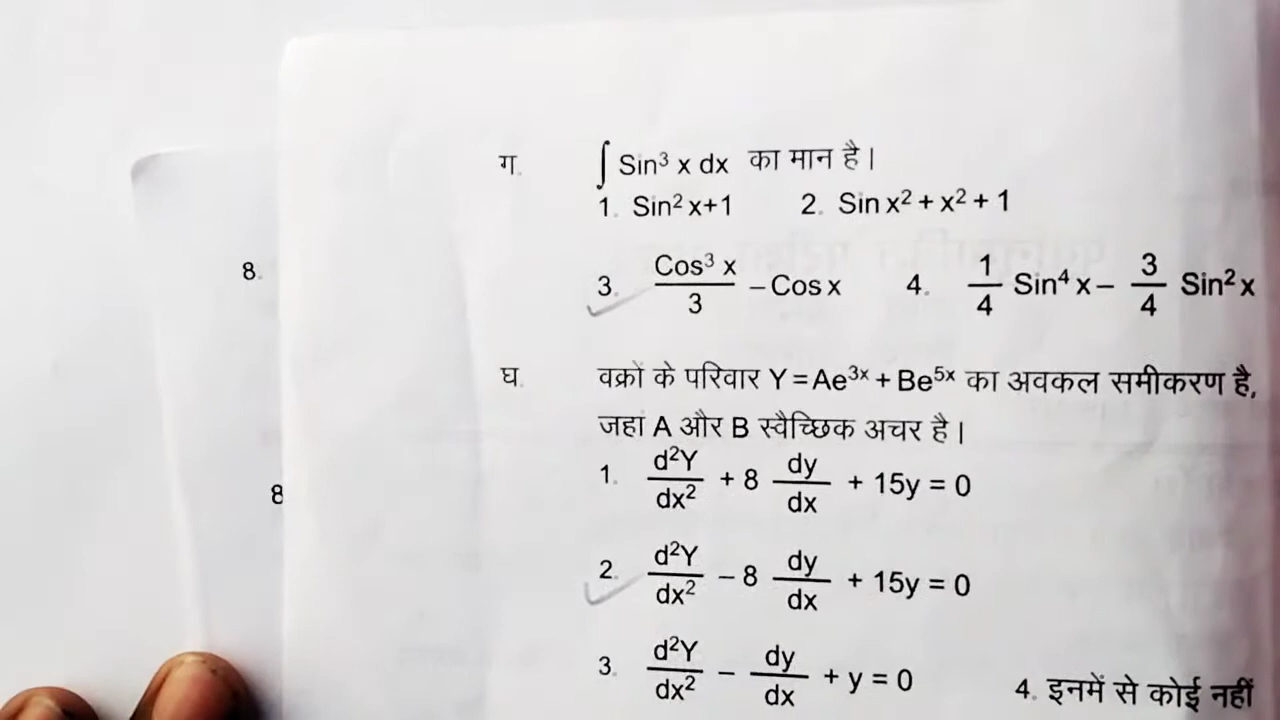 ग. ∫ Sin³ x dx का मान है।
1. Sin² x+1 2. Sin x² + x² + 1
8.
3. Cos³ x / 3 – Cos x 4. 1/4 Sin⁴ x – 3/4 Sin² x
घ. वक्रों के परिवार Y = Ae³ˣ + Be⁵ˣ का अवकल समीकरण है,
जहां A और B स्वैच्छिक अचर है।
1. d²Y/dx² + 8 dy/dx + 15y = 0
8
2. d²Y/dx² – 8 dy/dx + 15y = 0
3. d²Y/dx² – dy/dx + y = 0 4. इनमें से कोई नहीं